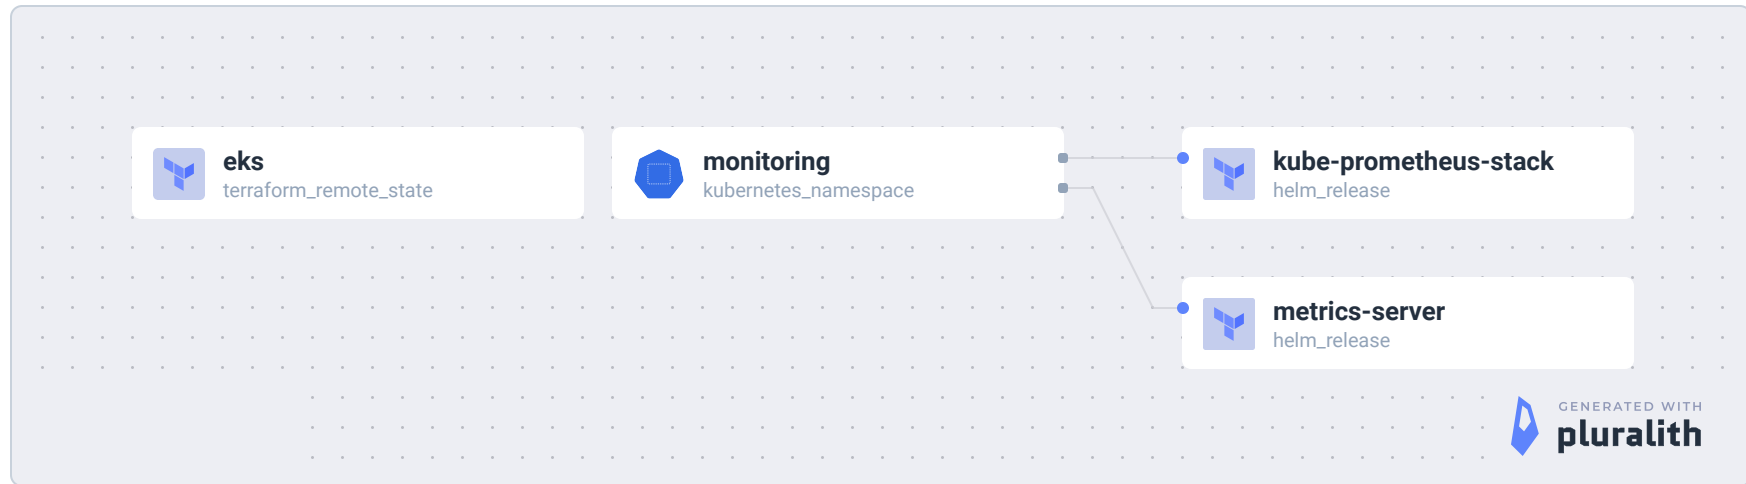 eks
terraform_remote_state
monitoring
kubernetes_namespace
kube-prometheus-stack
helm_release
metrics-server
helm_release
GENERATED WITH
pluralith